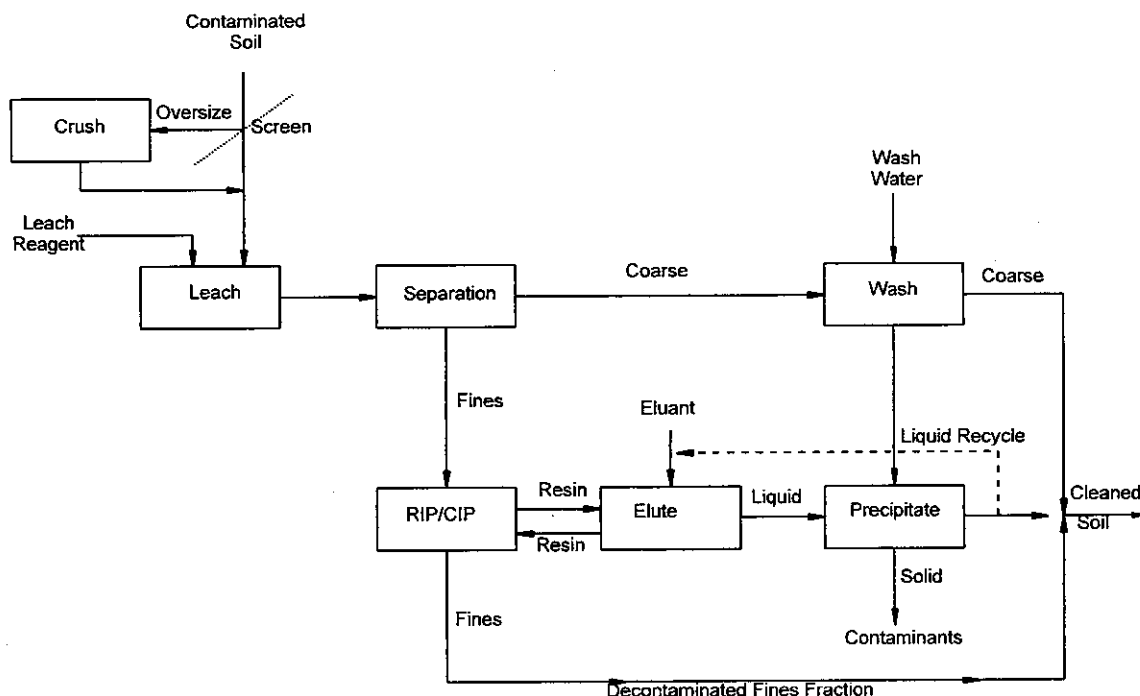 Contaminated
Soil
Oversize
Crush
Screen
Wash
Water
Leach
Reagent
Leach
Separation
Coarse
Wash
Coarse
Fines
Eluant
Liquid Recycle
RIP/CIP
Resin
Resin
Elute
Liquid
Precipitate
Cleaned
Soil
Solid
Fines
Contaminants
Decontaminated Fines Fraction